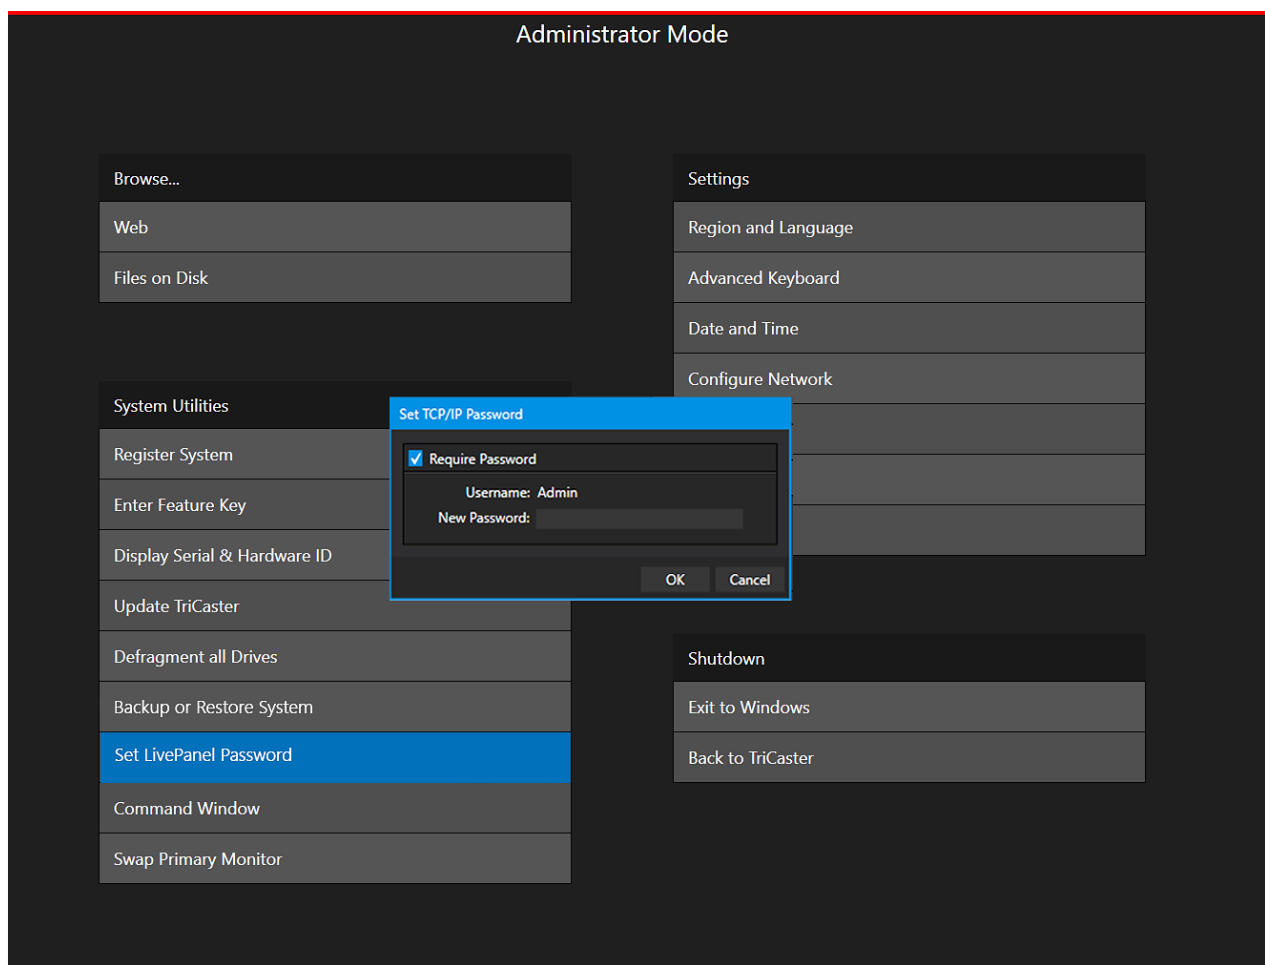 Administrator Mode
Browse...
Web
Files on Disk
System Utilities
Register System
Enter Feature Key
Display Serial & Hardware ID
Update TriCaster
Defragment all Drives
Backup or Restore System
Set LivePanel Password
Command Window
Swap Primary Monitor
Set TCP/IP Password
Require Password
Username: Admin
New Password:
OK Cancel
Settings
Region and Language
Advanced Keyboard
Date and Time
Configure Network
Shutdown
Exit to Windows
Back to TriCaster